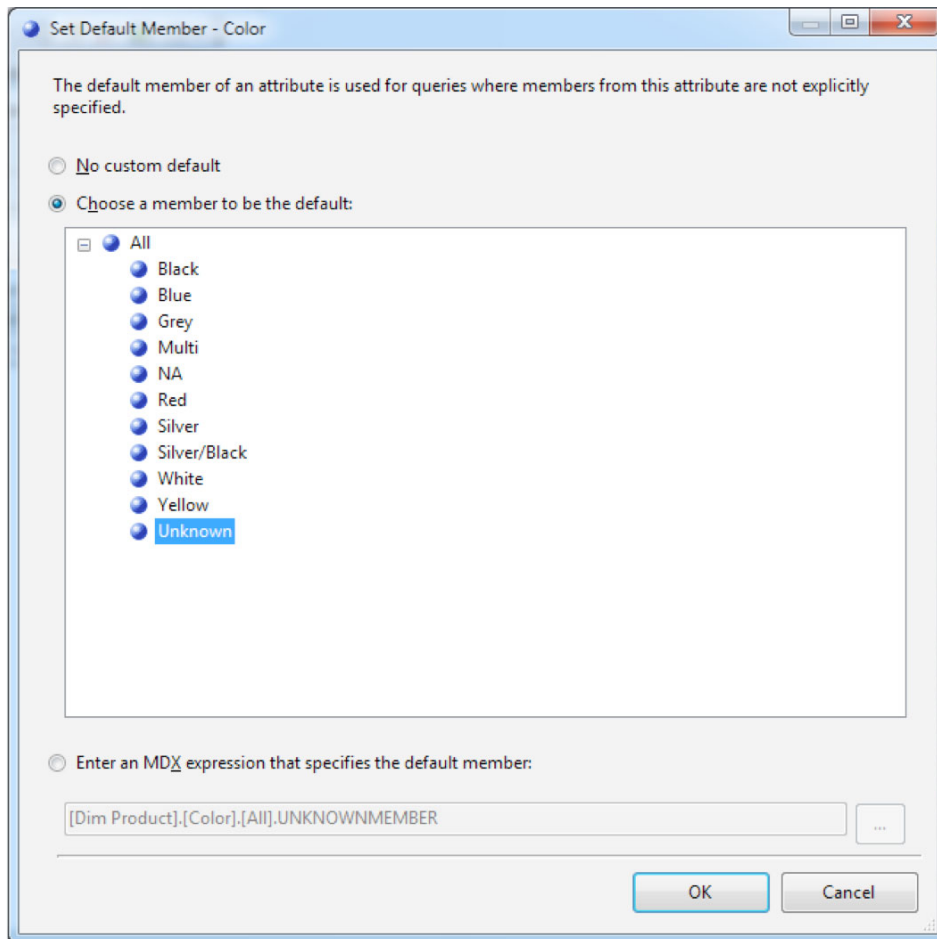 Set Default Member - Color
The default member of an attribute is used for queries where members from this attribute are not explicitly
specified.
No custom default
Choose a member to be the default:
All
Black
Blue
Grey
Multi
NA
Red
Silver
Silver/Black
White
Yellow
Unknown
Enter an MDX expression that specifies the default member:
[Dim Product].[Color].[All].UNKNOWNMEMBER
...
OK
Cancel